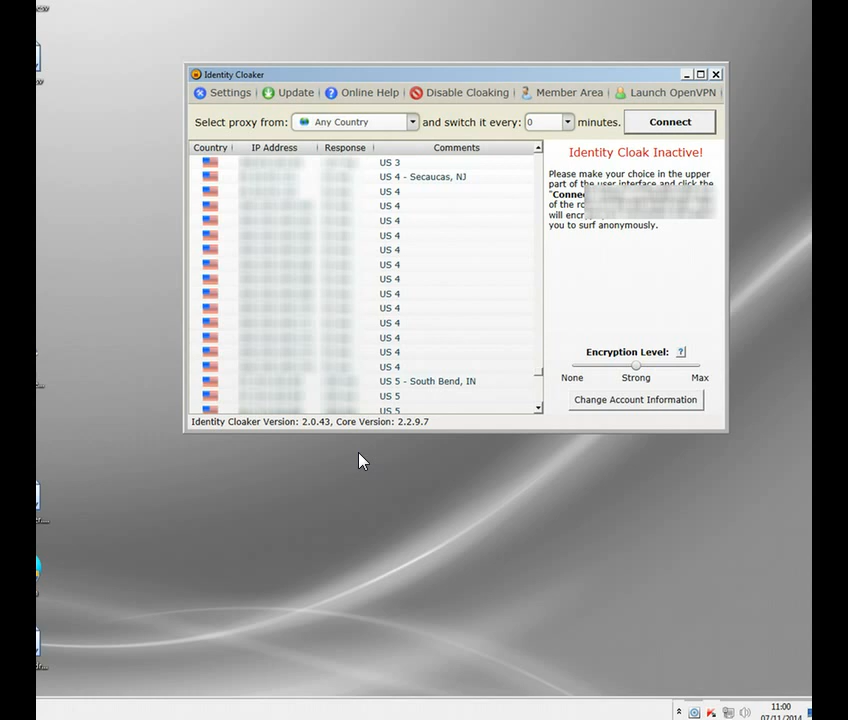 Identity Cloaker
Settings Update Online Help Disable Cloaking Member Area Launch OpenVPN
Select proxy from: Any Country and switch it every: 0 minutes. Connect
Country IP Address Response Comments
US 3
US 4 - Secaucas, NJ
US 4
US 4
US 4
US 4
US 4
US 4
US 4
US 4
US 4
US 4
US 4
US 4
US 4
US 5 - South Bend, IN
US 5
US 5
Identity Cloak Inactive!
Please make your choice in the upper
part of the user interface and click the
of the
you to surf anonymously.
Encryption Level: ?
None Strong Max
Change Account Information
Identity Cloaker Version: 2.0.43, Core Version: 2.2.9.7
11:00
07/11/2014